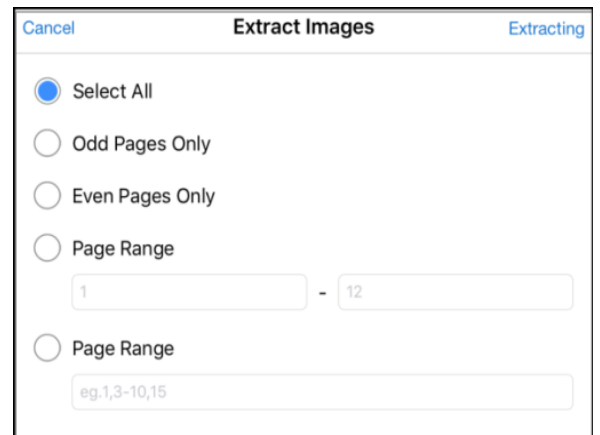 Cancel Extract Images Extracting
Select All
Odd Pages Only
Even Pages Only
Page Range
1 - 12
Page Range
eg.1,3-10,15